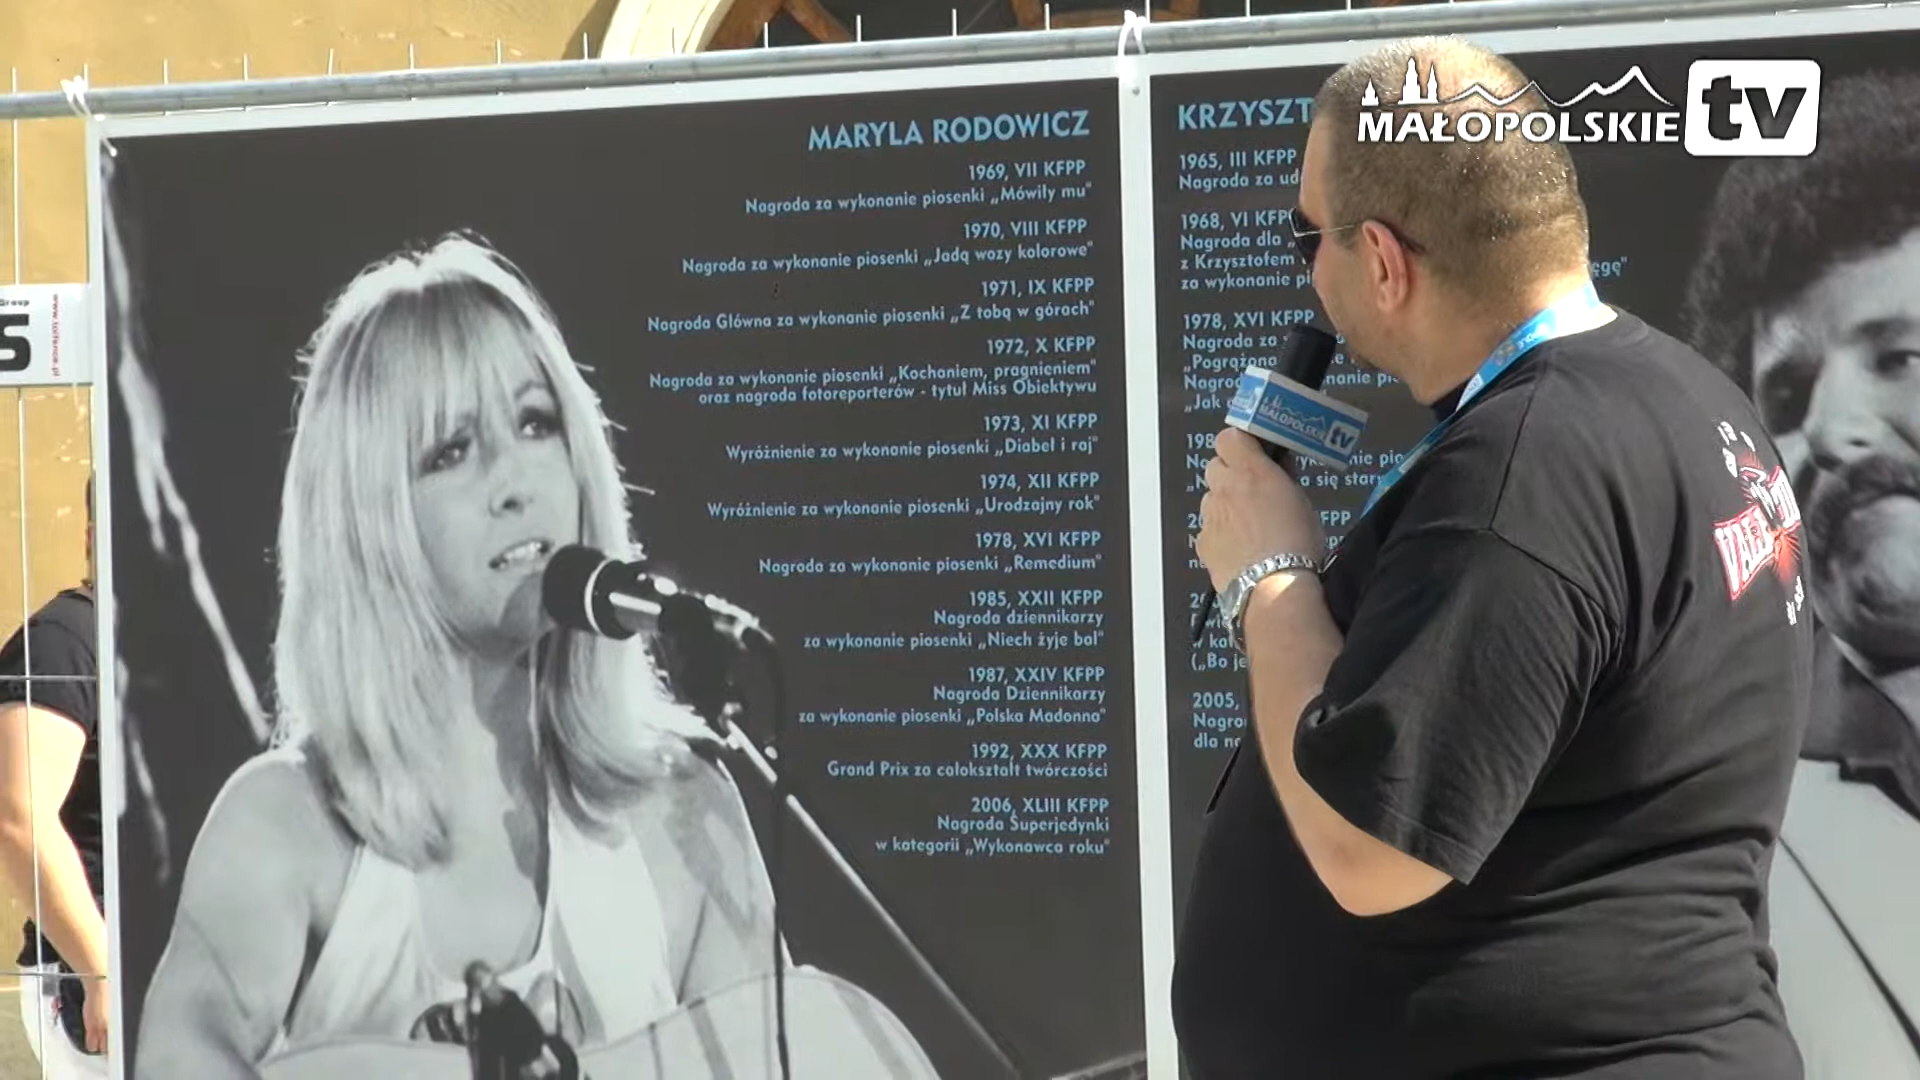 MAŁOPOLSKIE tv
MARYLA RODOWICZ
1969, VII KFPP
Nagroda za wykonanie piosenki „Mówiły mu"
1970, VIII KFPP
Nagroda za wykonanie piosenki „Jadą wozy kolorowe"
1971, IX KFPP
Nagroda Główna za wykonanie piosenki „Z tobą w górach"
1972, X KFPP
Nagroda za wykonanie piosenki „Kochaniem, pragnieniem"
oraz nagroda fotoreporterów - tytuł Miss Obiektywu
1973, XI KFPP
Wyróżnienie za wykonanie piosenki „Diabeł i raj"
1974, XII KFPP
Wyróżnienie za wykonanie piosenki „Urodzajny rok"
1978, XVI KFPP
Nagroda za wykonanie piosenki „Remedium"
1985, XXII KFPP
Nagroda dziennikarzy
za wykonanie piosenki „Niech żyje bal"
1987, XXIV KFPP
Nagroda Dziennikarzy
za wykonanie piosenki „Polska Madonna"
1992, XXX KFPP
Grand Prix za całokształt twórczości
2006, XLIII KFPP
Nagroda Superjedynki
w kategorii „Wykonawca roku"
KRZYSZT
1965, III KFPP
Nagroda za
1968, VI KFPP
Nagroda dla
z Krzysztofem
za wykonanie
1978, XVI KFPP
Nagroda za
„Pogrążona
„Jak
się
2005,
dla
MAŁOPOLSKIE tv